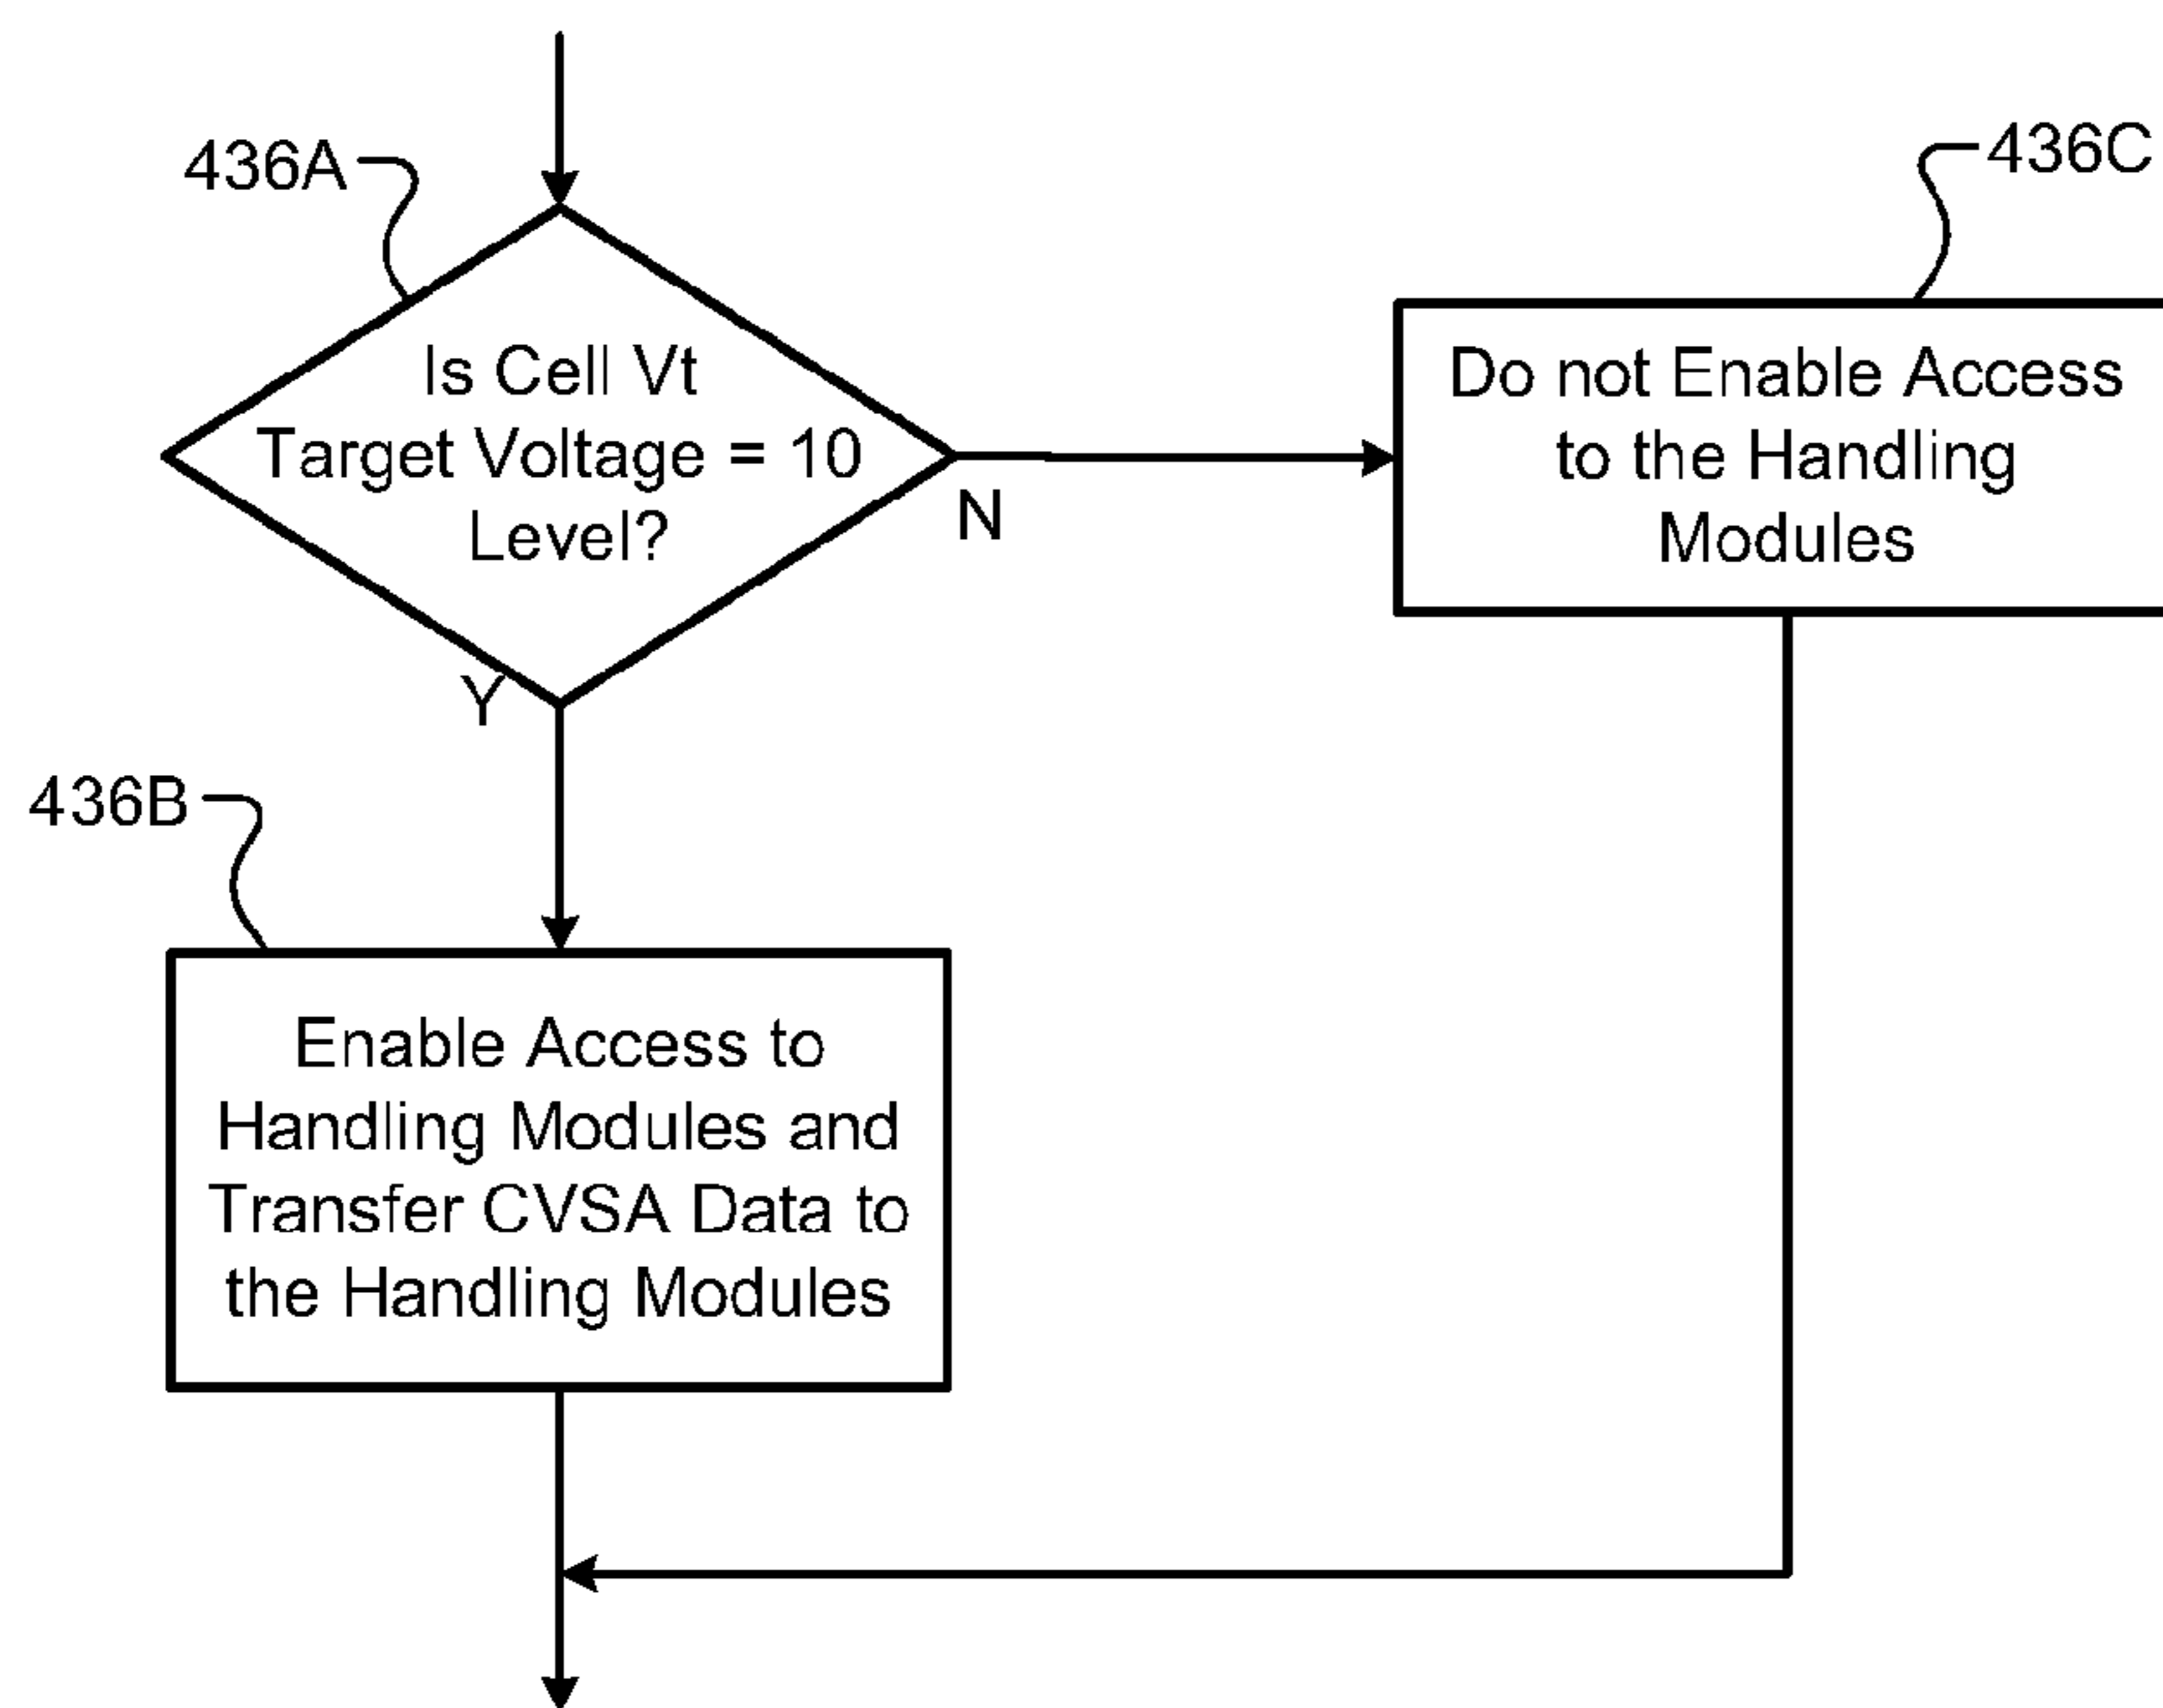 436A
Is Cell Vt
Target Voltage = 10
Level?
N
Y
436C
Do not Enable Access
to the Handling
Modules
436B
Enable Access to
Handling Modules and
Transfer CVSA Data to
the Handling Modules